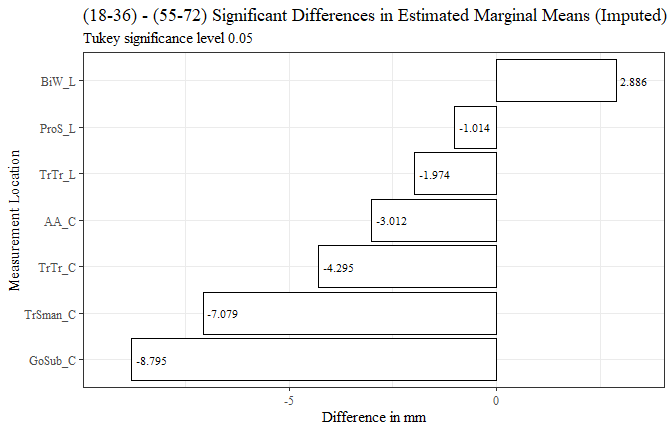 (18-36) - (55-72) Significant Differences in Estimated Marginal Means (Imputed)
Tukey significance level 0.05
Measurement Location
BiW_L
2.886
ProS_L
-1.014
TrTr_L
-1.974
AA_C
-3.012
TrTr_C
-4.295
TrSman_C
-7.079
GoSub_C
-8.795
-5
0
Difference in mm